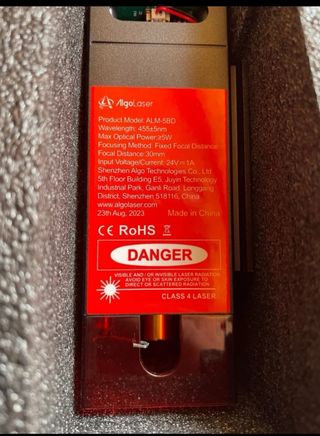 AlgoLaser
Product Model: ALM-5BD
Wavelength: 455±5nm
Max Optical Power:≥5W
Focusing Method: Fixed Focal Distance
Focal Distance:30mm
Input Voltage/Current: 24V⎓1A
Shenzhen Algo Technologies Co., Ltd
5th Floor Building E5, Juyin Technology
Industrial Park, Ganli Road, Longgang
District, Shenzhen 518116, China
www.algolaser.com
23th Aug, 2023 Made in China
CE RoHS
DANGER
VISIBLE AND / OR INVISIBLE LASER RADIATION
AVOID EYE OR SKIN EXPOSURE TO
DIRECT OR SCATTERED RADIATION
CLASS 4 LASER